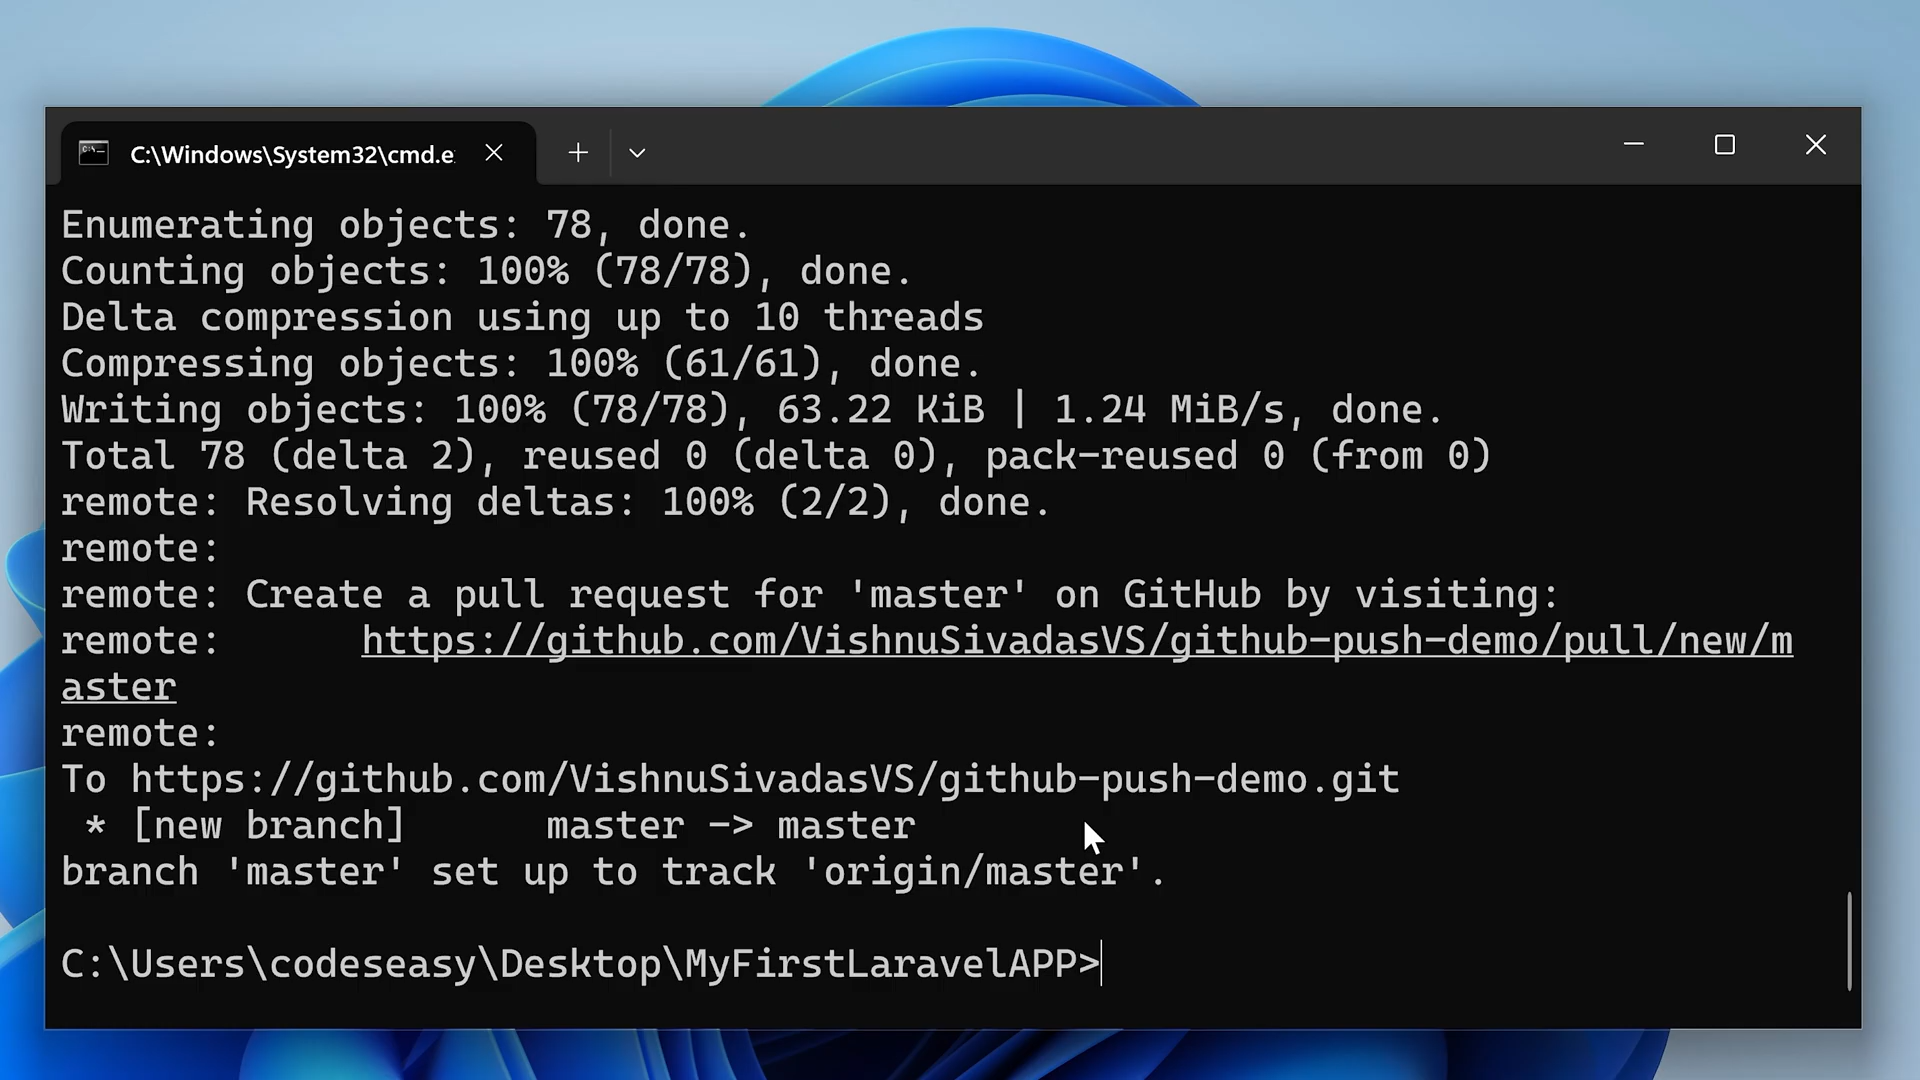 C:\Windows\System32\cmd.e
Enumerating objects: 78, done.
Counting objects: 100% (78/78), done.
Delta compression using up to 10 threads
Compressing objects: 100% (61/61), done.
Writing objects: 100% (78/78), 63.22 KiB | 1.24 MiB/s, done.
Total 78 (delta 2), reused 0 (delta 0), pack-reused 0 (from 0)
remote: Resolving deltas: 100% (2/2), done.
remote:
remote: Create a pull request for 'master' on GitHub by visiting:
remote:      https://github.com/VishnuSivadasVS/github-push-demo/pull/new/m
aster
remote:
To https://github.com/VishnuSivadasVS/github-push-demo.git
 * [new branch]      master -> master
branch 'master' set up to track 'origin/master'.
C:\Users\codeseasy\Desktop\MyFirstLaravelAPP>